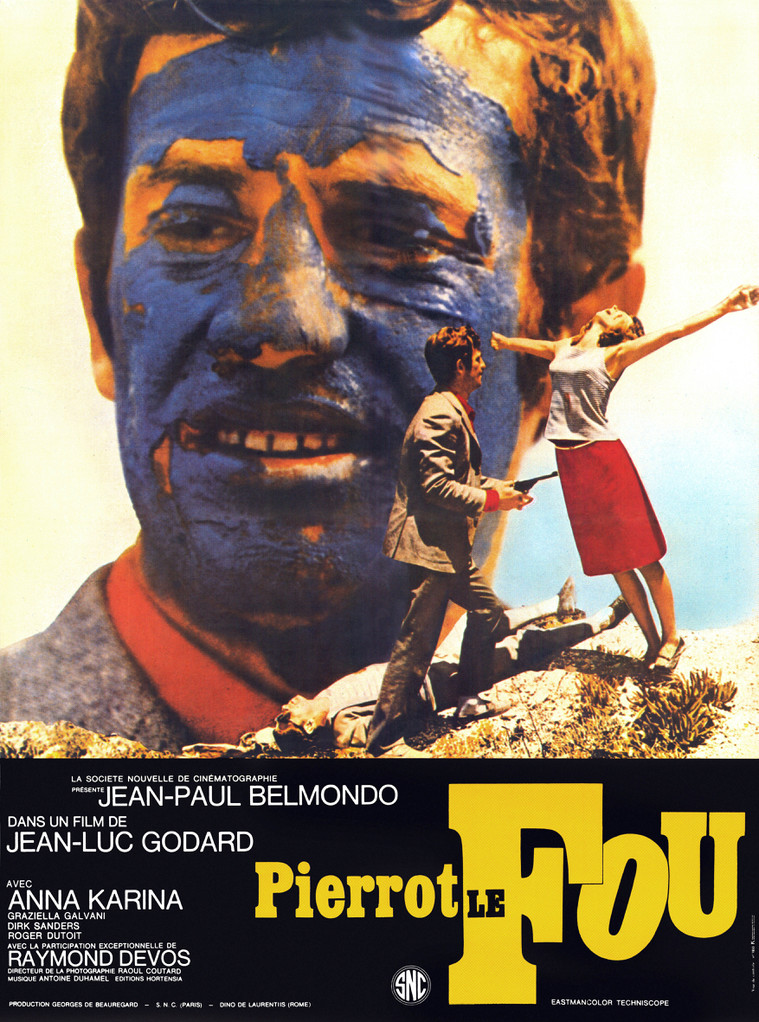 LA SOCIETE NOUVELLE DE CINÉMATOGRAPHIE
PRÉSENTE JEAN-PAUL BELMONDO
DANS UN FILM DE
JEAN-LUC GODARD
Pierrot LE FOU
AVEC
ANNA KARINA
GRAZIELLA GALVANI
DIRK SANDERS
ROGER DUTOIT
AVEC LA PARTICIPATION EXCEPTIONNELLE DE
RAYMOND DEVOS
DIRECTEUR DE LA PHOTOGRAPHIE RAOUL COUTARD
MUSIQUE ANTOINE DUHAMEL EDITIONS HORTENSIA
SNC
PRODUCTION GEORGES DE BEAUREGARD – S.N.C. (PARIS) – DINO DE LAURENTIIS (ROME)
EASTMANCOLOR TECHNISCOPE